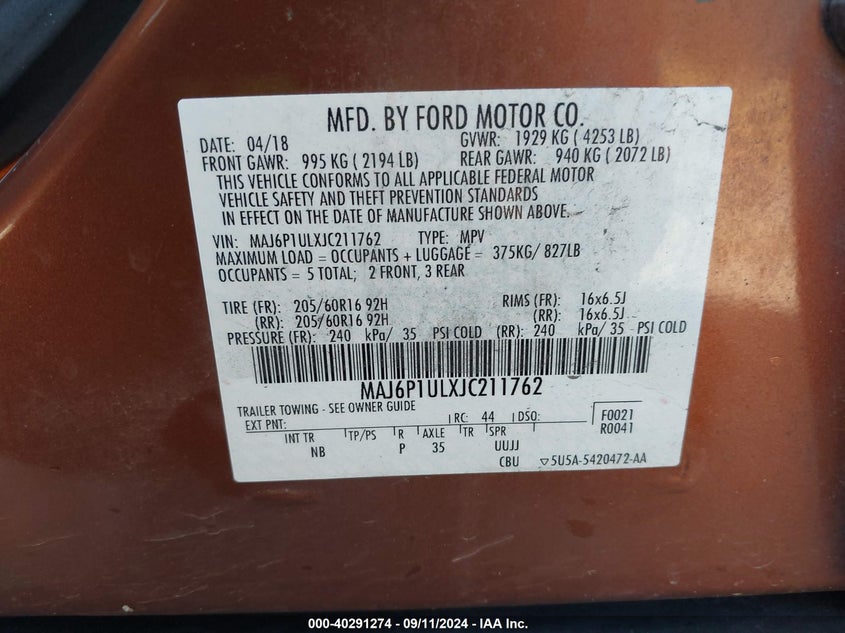 MFD. BY FORD MOTOR CO.
DATE: 04/18 GVWR: 1929 KG ( 4253 LB)
FRONT GAWR: 995 KG ( 2194 LB) REAR GAWR: 940 KG ( 2072 LB)
THIS VEHICLE CONFORMS TO ALL APPLICABLE FEDERAL MOTOR
VEHICLE SAFETY AND THEFT PREVENTION STANDARDS
IN EFFECT ON THE DATE OF MANUFACTURE SHOWN ABOVE.
VIN: MAJ6P1ULXJC211762 TYPE: MPV
MAXIMUM LOAD = OCCUPANTS + LUGGAGE = 375KG/ 827LB
OCCUPANTS = 5 TOTAL; 2 FRONT, 3 REAR
TIRE (FR): 205/60R16 92H RIMS (FR): 16x6.5J
(RR): 205/60R16 92H (RR): 16x6.5J
PRESSURE (FR): 240 kPa/ 35 PSI COLD (RR): 240 kPa/ 35 PSI COLD
MAJ6P1ULXJC211762
TRAILER TOWING - SEE OWNER GUIDE
EXT PNT: RC: 44 DSO: F0021
R0041
INT TR TP/PS R AXLE TR SPR
NB P 35 UUJJ
CBU 5U5A-5420472-AA
000-40291274 - 09/11/2024 - IAA Inc.